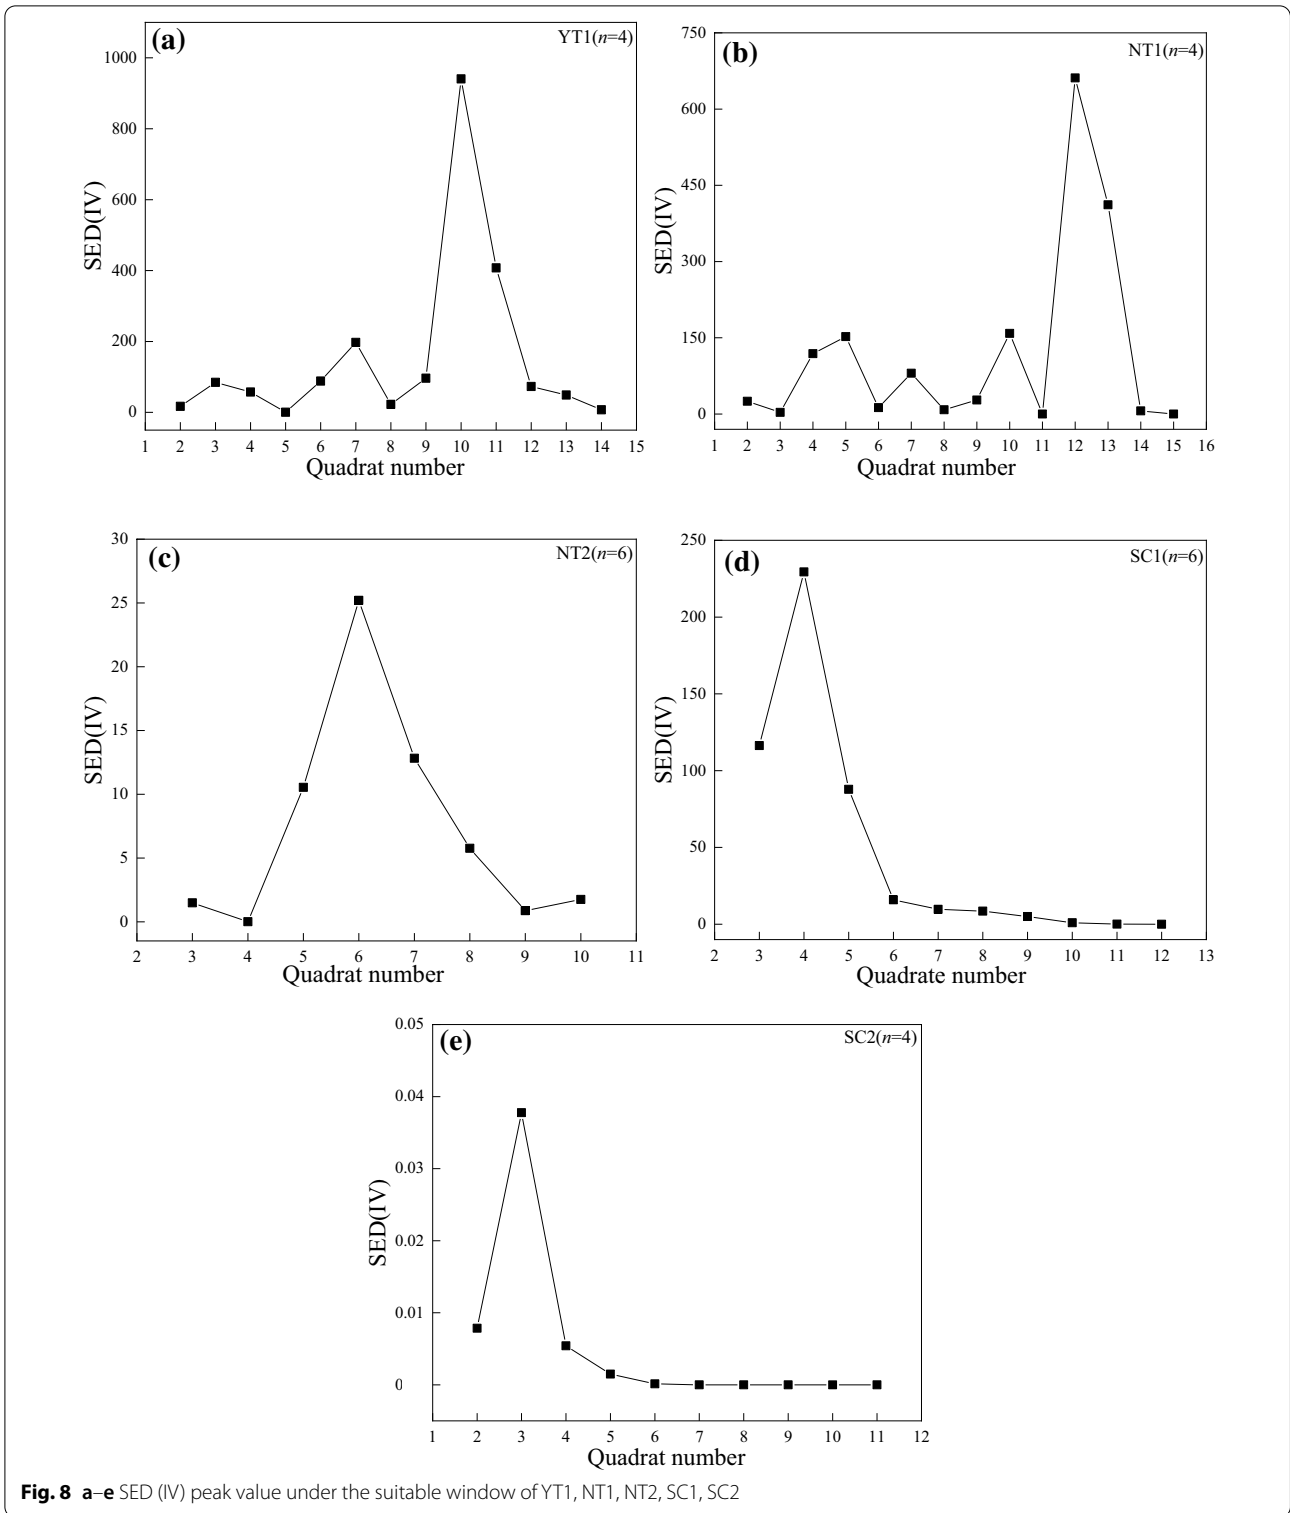 (a)
YT1(n=4)
1000
800
600
400
200
0
SED(IV)
1 2 3 4 5 6 7 8 9 10 11 12 13 14 15
Quadrat number
(b)
NT1(n=4)
750
600
450
300
150
0
SED(IV)
1 2 3 4 5 6 7 8 9 10 11 12 13 14 15 16
Quadrat number
(c)
NT2(n=6)
30
25
20
15
10
5
0
SED(IV)
2 3 4 5 6 7 8 9 10 11
Quadrat number
(d)
SC1(n=6)
250
200
150
100
50
0
SED(IV)
2 3 4 5 6 7 8 9 10 11 12 13
Quadrate number
(e)
SC2(n=4)
0.05
0.04
0.03
0.02
0.01
0
SED(IV)
1 2 3 4 5 6 7 8 9 10 11 12
Quadrat number
Fig. 8 a–e SED (IV) peak value under the suitable window of YT1, NT1, NT2, SC1, SC2